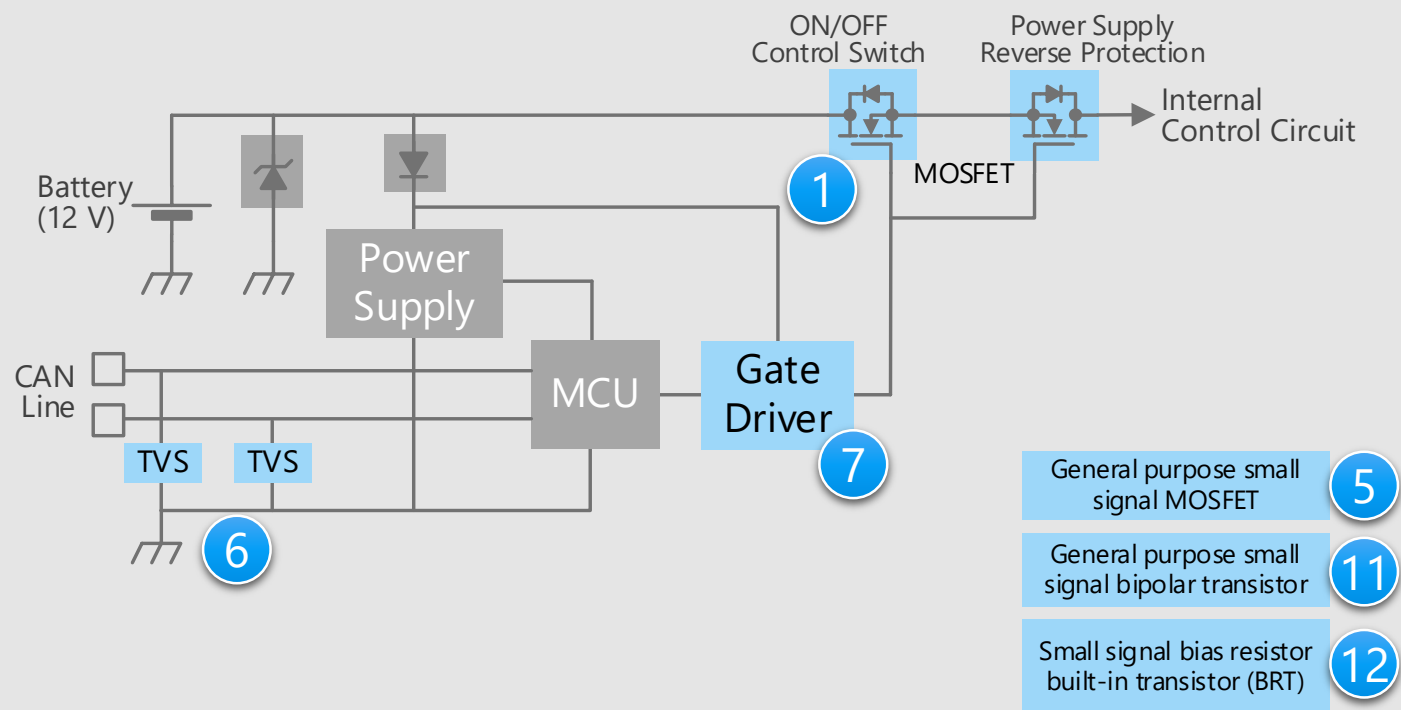 ON/OFF
Control Switch
Power Supply
Reverse Protection
Internal
Control Circuit
MOSFET
1
Battery
(12 V)
Power
Supply
CAN
Line
MCU
Gate
Driver
7
TVS
TVS
6
General purpose small
signal MOSFET
5
General purpose small
signal bipolar transistor
11
Small signal bias resistor
built-in transistor (BRT)
12